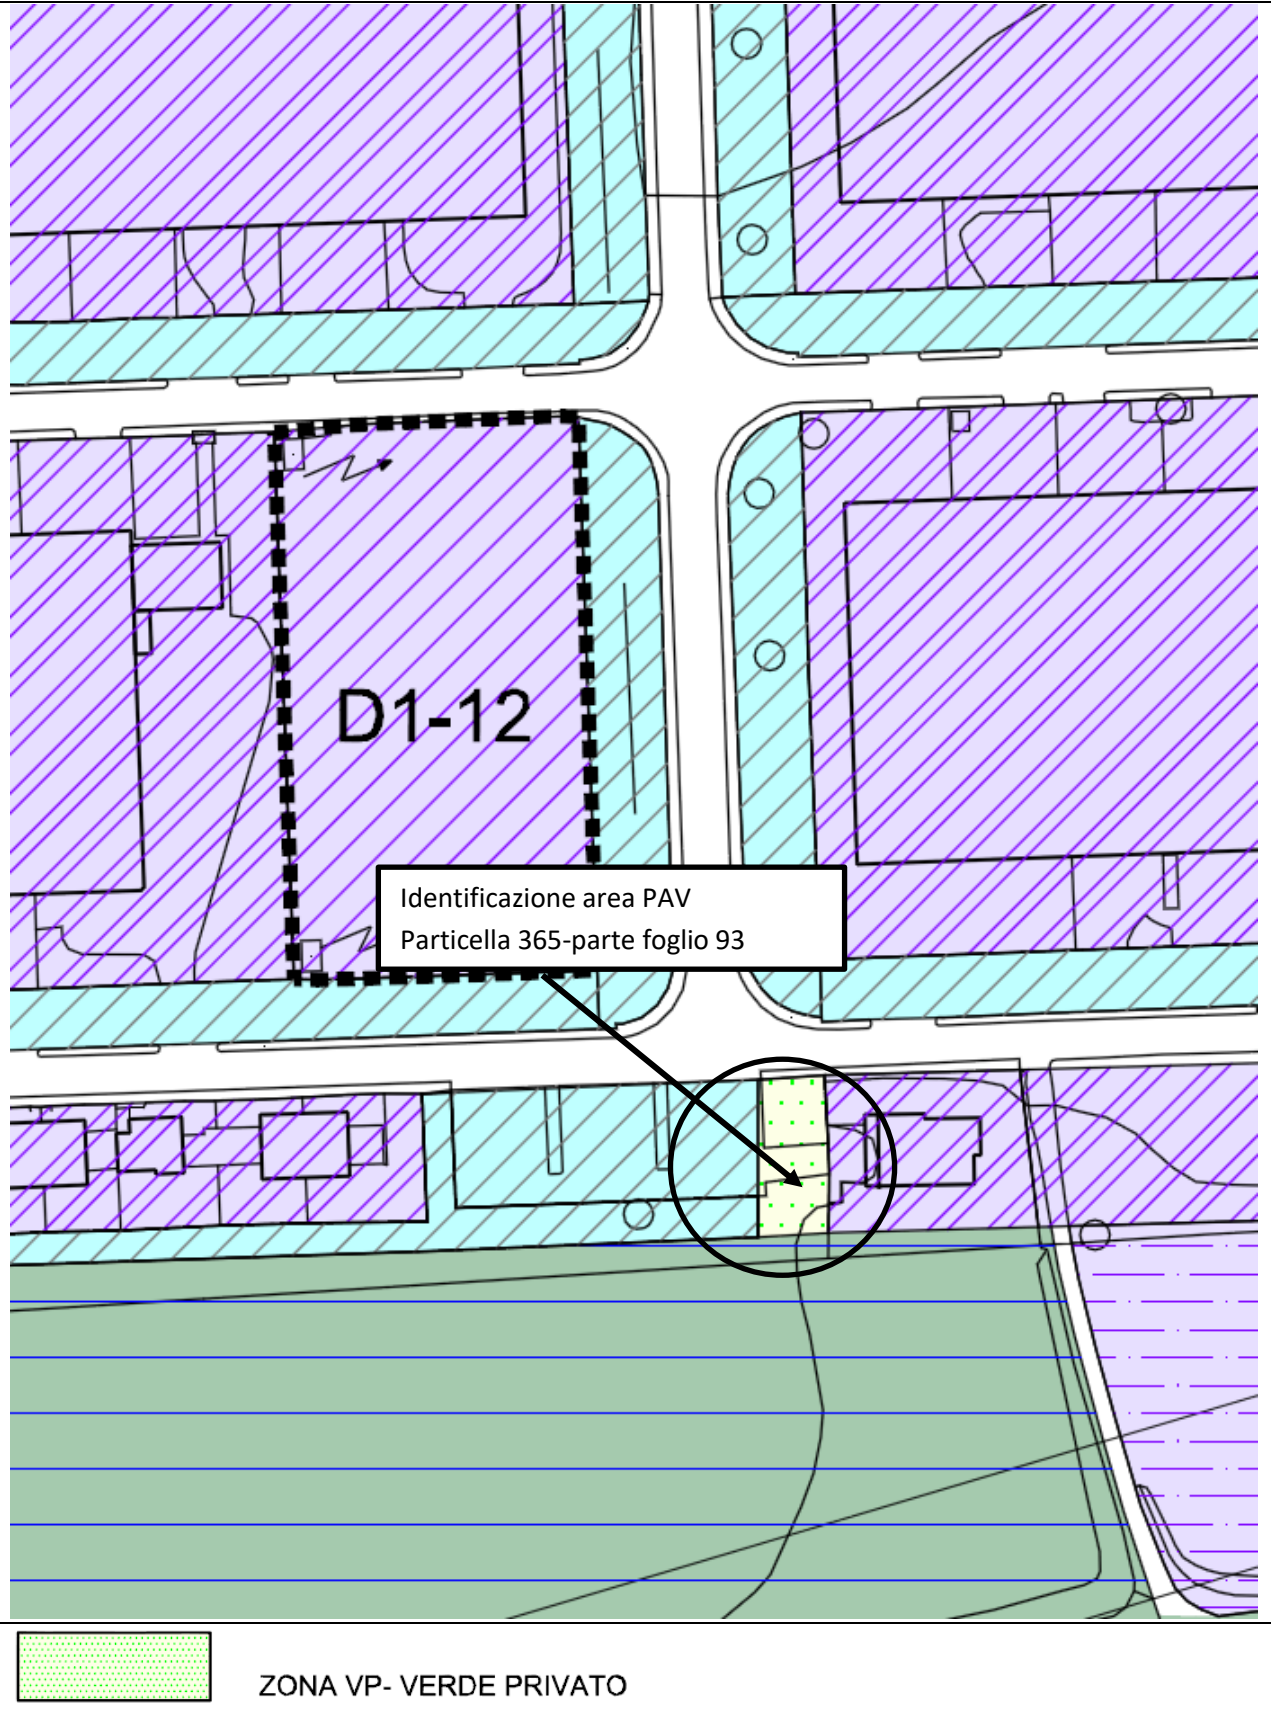 D1-12
Identificazione area PAV
Particella 365-parte foglio 93
ZONA VP- VERDE PRIVATO